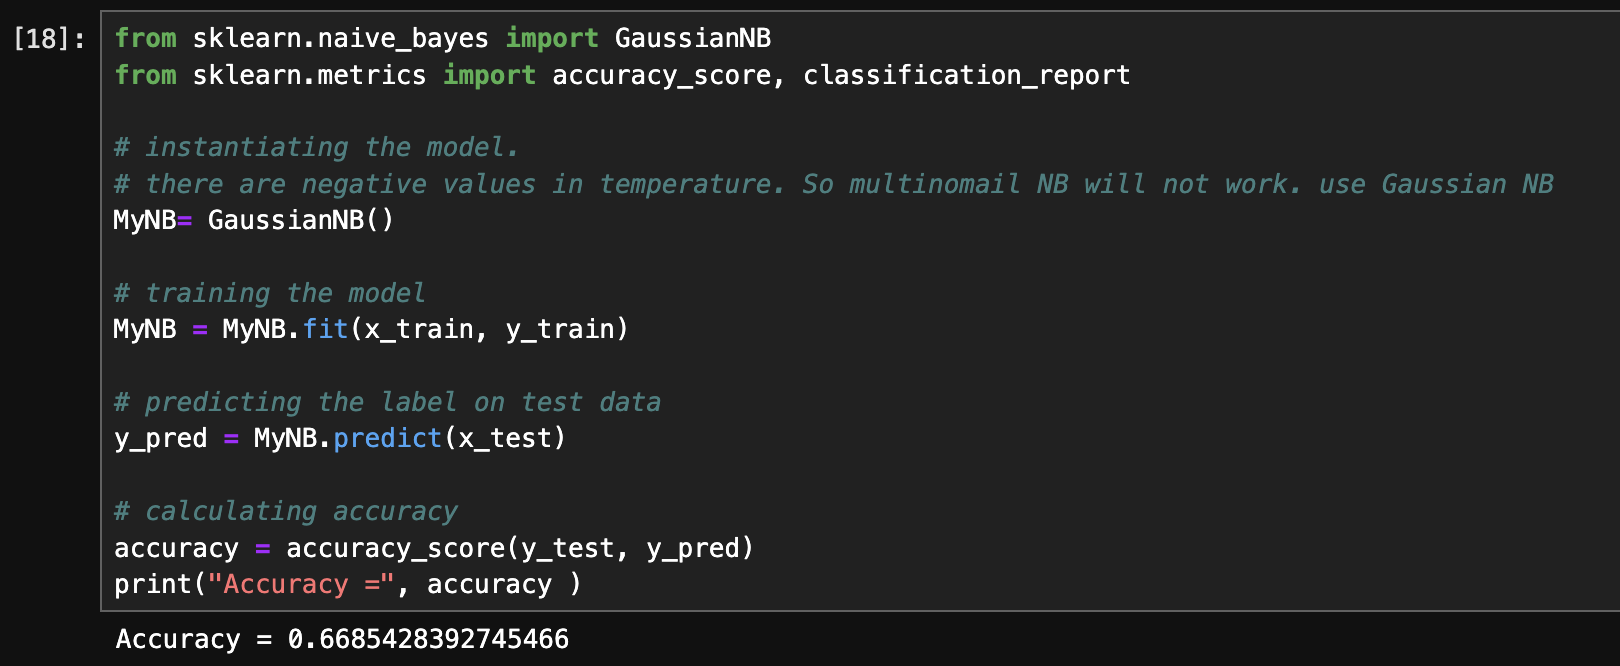 [18]: from sklearn.naive_bayes import GaussianNB
from sklearn.metrics import accuracy_score, classification_report
# instantiating the model.
# there are negative values in temperature. So multinomail NB will not work. use Gaussian NB
MyNB= GaussianNB()
# training the model
MyNB = MyNB.fit(x_train, y_train)
# predicting the label on test data
y_pred = MyNB.predict(x_test)
# calculating accuracy
accuracy = accuracy_score(y_test, y_pred)
print("Accuracy =", accuracy )
Accuracy = 0.6685428392745466